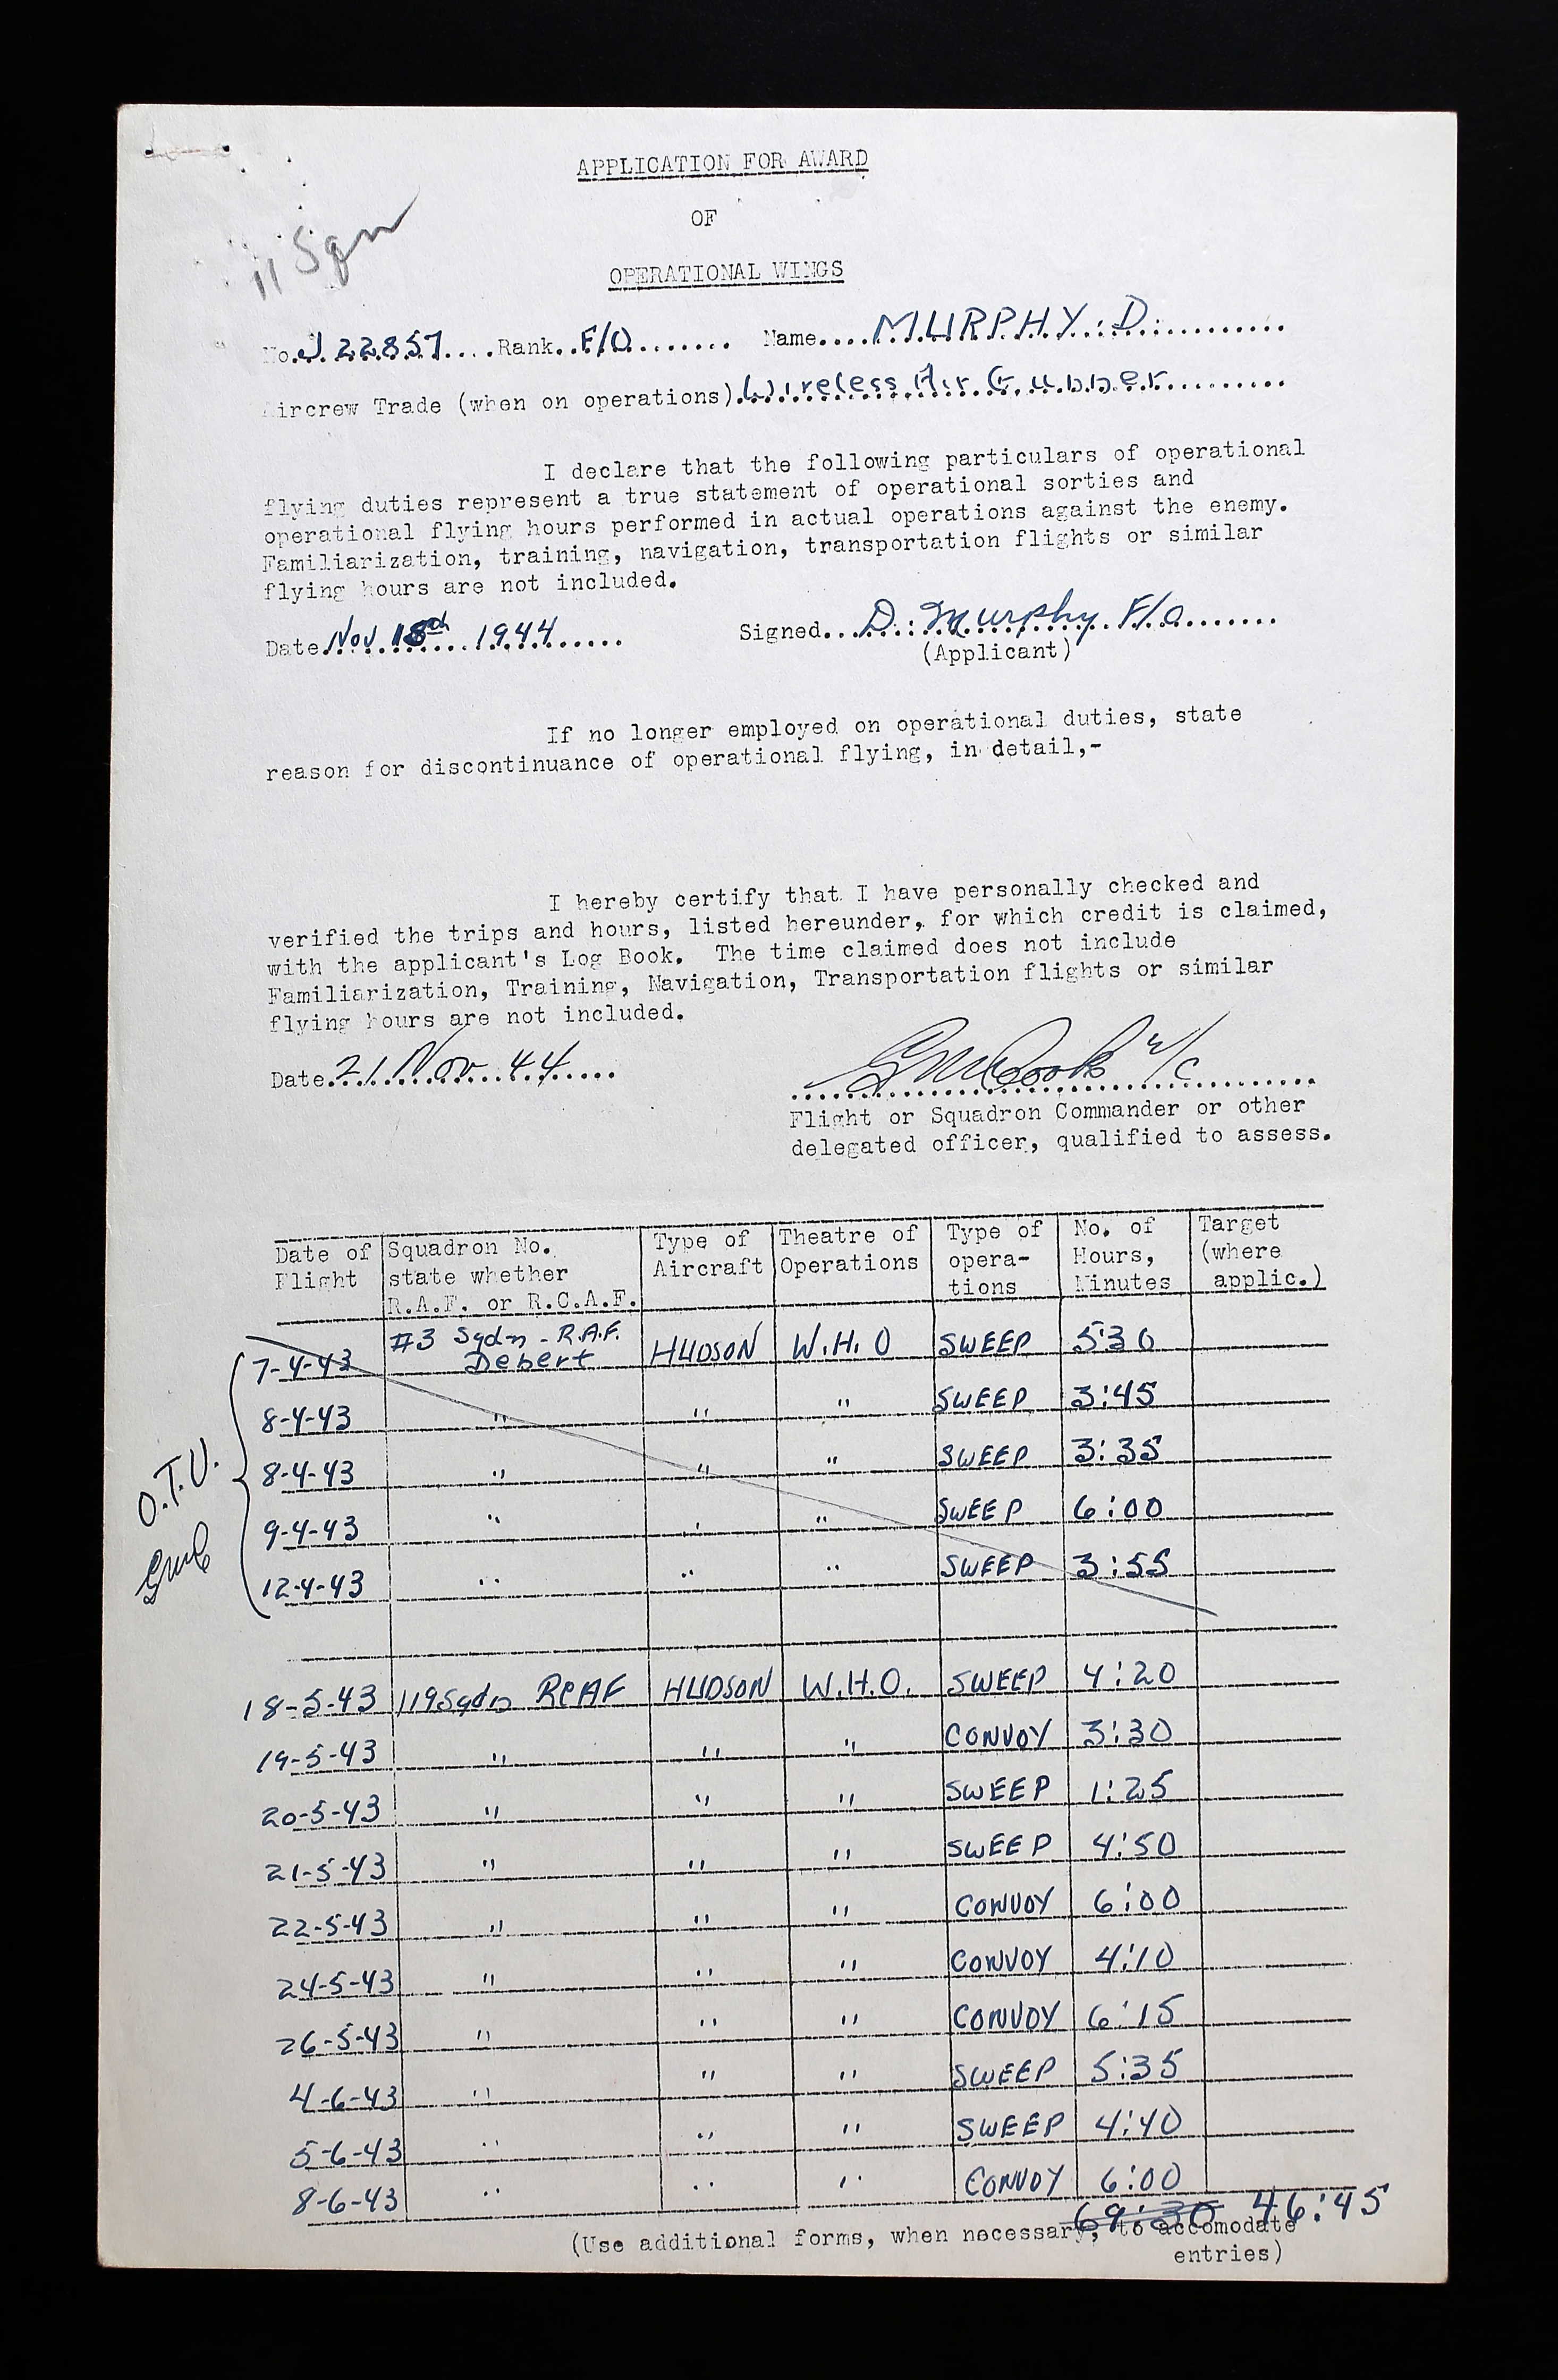 APPLICATION FOR AWARD
OF
11 Sqn
OPERATIONAL WINGS
No. J.22857....Rank..F/O........ Name....MURPHY.:D:...........
Aircrew Trade (when on operations).Wireless Air Gunner..........
I declare that the following particulars of operational
flying duties represent a true statement of operational sorties and
operational flying hours performed in actual operations against the enemy.
Familiarization, training, navigation, transportation flights or similar
flying hours are not included.
Date.Nov 18th 1944...... Signed...D. Murphy F/O.......
(Applicant)
If no longer employed on operational duties, state
reason for discontinuance of operational flying, in detail,-
I hereby certify that I have personally checked and
verified the trips and hours, listed hereunder, for which credit is claimed,
with the applicant's Log Book. The time claimed does not include
Familiarization, Training, Navigation, Transportation flights or similar
flying hours are not included.
Date.21 Nov 44...... GM Cook W/C
Flight or Squadron Commander or other
delegated officer, qualified to assess.
Date of Flight Squadron No. state whether R.A.F. or R.C.A.F. Type of Aircraft Theatre of Operations Type of opera- tions No. of Hours, Minutes Target (where applic.)
7-4-43 #3 Sqdn - R.A.F. Debert HUDSON W.H.O SWEEP 5:30
8-4-43 " " " SWEEP 3:45
8-4-43 " " " SWEEP 3:35
O.T.U.
9-4-43 " " " SWEEP 6:00
GMC
12-4-43 " " " SWEEP 3:55
18-5-43 119 Sqdn RCAF HUDSON W.H.O. SWEEP 4:20
19-5-43 " " " CONVOY 3:30
20-5-43 " " " SWEEP 1:25
21-5-43 " " " SWEEP 4:50
22-5-43 " " " CONVOY 6:00
24-5-43 " " " CONVOY 4:10
26-5-43 " " " CONVOY 6:15
4-6-43 " " " SWEEP 5:35
5-6-43 " " " SWEEP 4:40
8-6-43 " " " CONVOY 6:00
69:30 46:45
(Use additional forms, when necessary, to accomodate
entries)